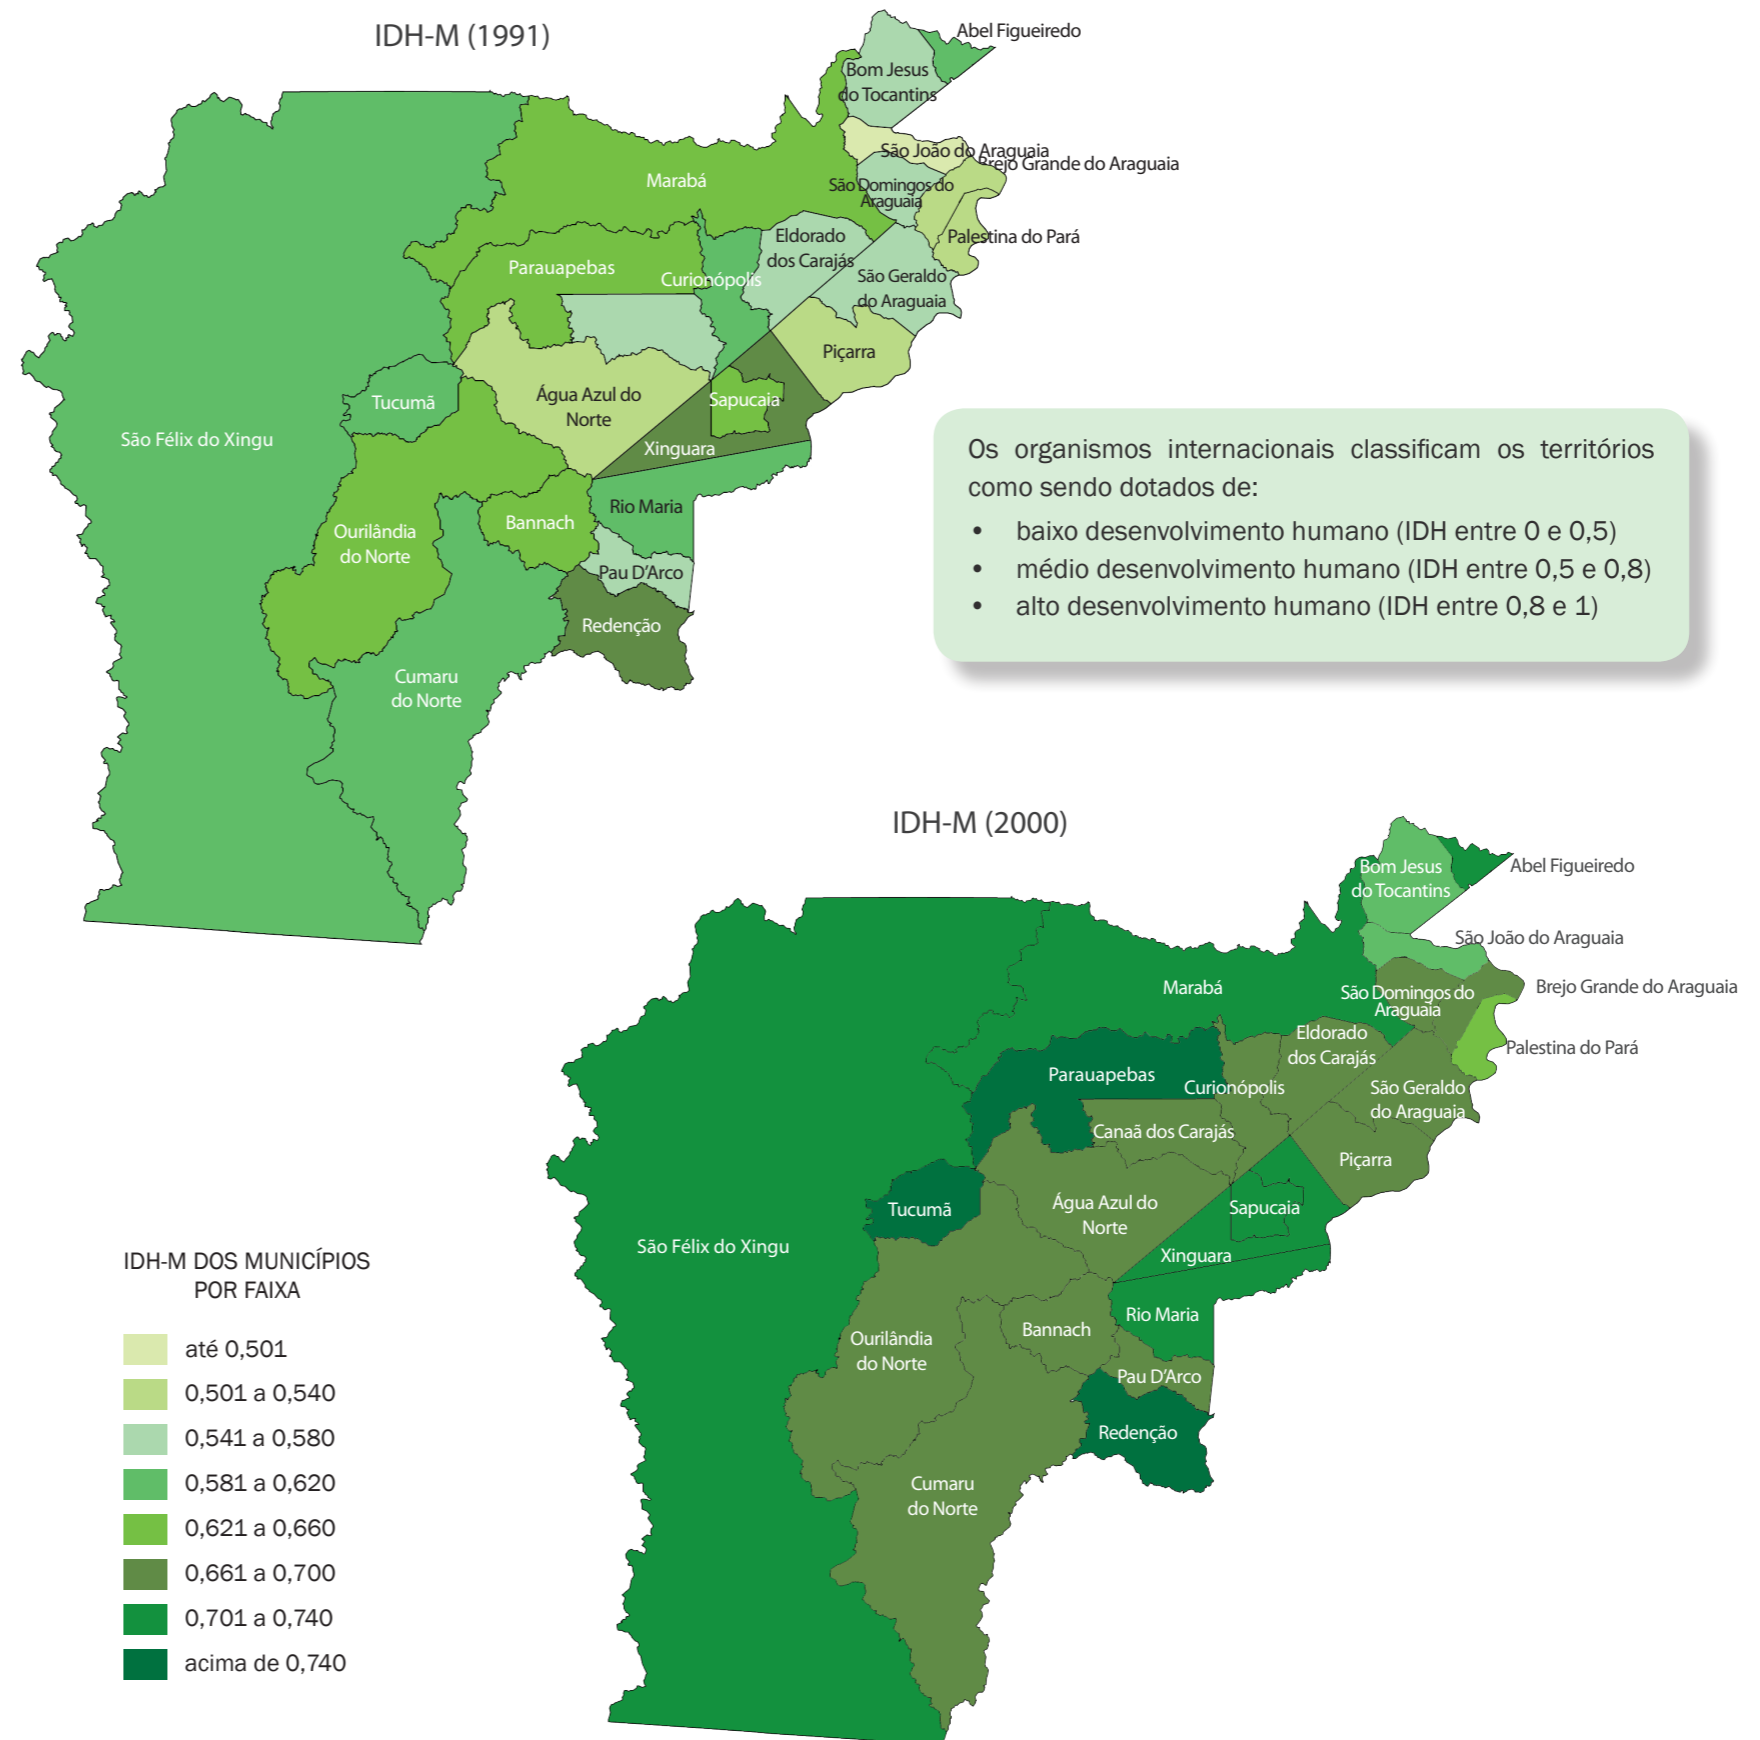 IDH-M (1991)
Abel Figueiredo
Bom Jesus
do Tocantins
São João do Araguaia
Brejo Grande do Araguaia
Marabá
São Domingos do
Araguaia
Palestina do Pará
Eldorado
dos Carajás
Parauapebas
Curionópolis
São Geraldo
do Araguaia
Piçarra
Água Azul do
Norte
Sapucaia
Tucumã
São Félix do Xingu
Xinguara
Rio Maria
Bannach
Ourilândia
do Norte
Pau D'Arco
Redenção
Cumaru
do Norte
Os organismos internacionais classificam os territórios
como sendo dotados de:
• baixo desenvolvimento humano (IDH entre 0 e 0,5)
• médio desenvolvimento humano (IDH entre 0,5 e 0,8)
• alto desenvolvimento humano (IDH entre 0,8 e 1)
IDH-M (2000)
Abel Figueiredo
Bom Jesus
do Tocantins
São João do Araguaia
Marabá
São Domingos do
Araguaia
Brejo Grande do Araguaia
Palestina do Pará
Eldorado
dos Carajás
Parauapebas
Curionópolis
São Geraldo
do Araguaia
Canaã dos Carajás
Piçarra
Água Azul do
Norte
Sapucaia
Tucumã
São Félix do Xingu
Xinguara
Rio Maria
Bannach
Ourilândia
do Norte
Pau D'Arco
Redenção
Cumaru
do Norte
IDH-M DOS MUNICÍPIOS
POR FAIXA
até 0,501
0,501 a 0,540
0,541 a 0,580
0,581 a 0,620
0,621 a 0,660
0,661 a 0,700
0,701 a 0,740
acima de 0,740